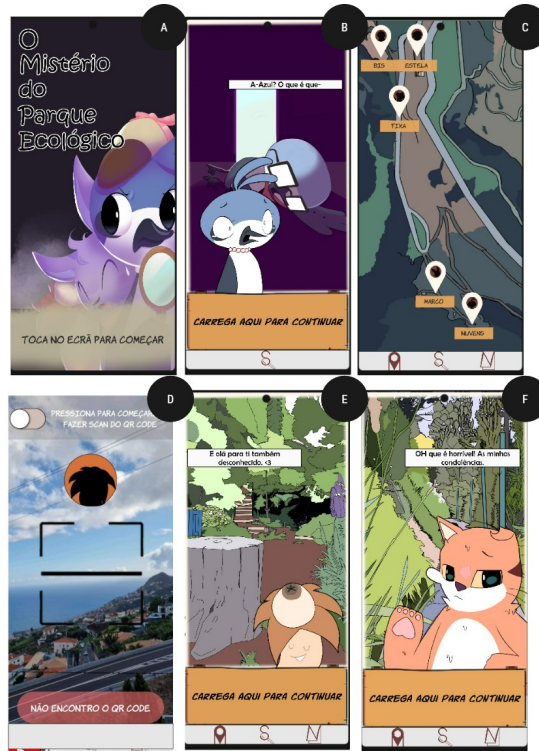 A
O
Mistério
do
Parque
Ecológico
TOCA NO ECRÃ PARA COMEÇAR
B
A-Azul? O que é que-
CARREGA AQUI PARA CONTINUAR
C
BIS
ESTELA
TIXA
MARCO
NUVENS
D
PRESSIONA PARA COMEÇAR
FAZER SCAN DO QR CODE
NÃO ENCONTRO O QR CODE
E
E olá para ti também
desconhecido. <3
CARREGA AQUI PARA CONTINUAR
F
OH que é horrível! As minhas
condolências.
CARREGA AQUI PARA CONTINUAR